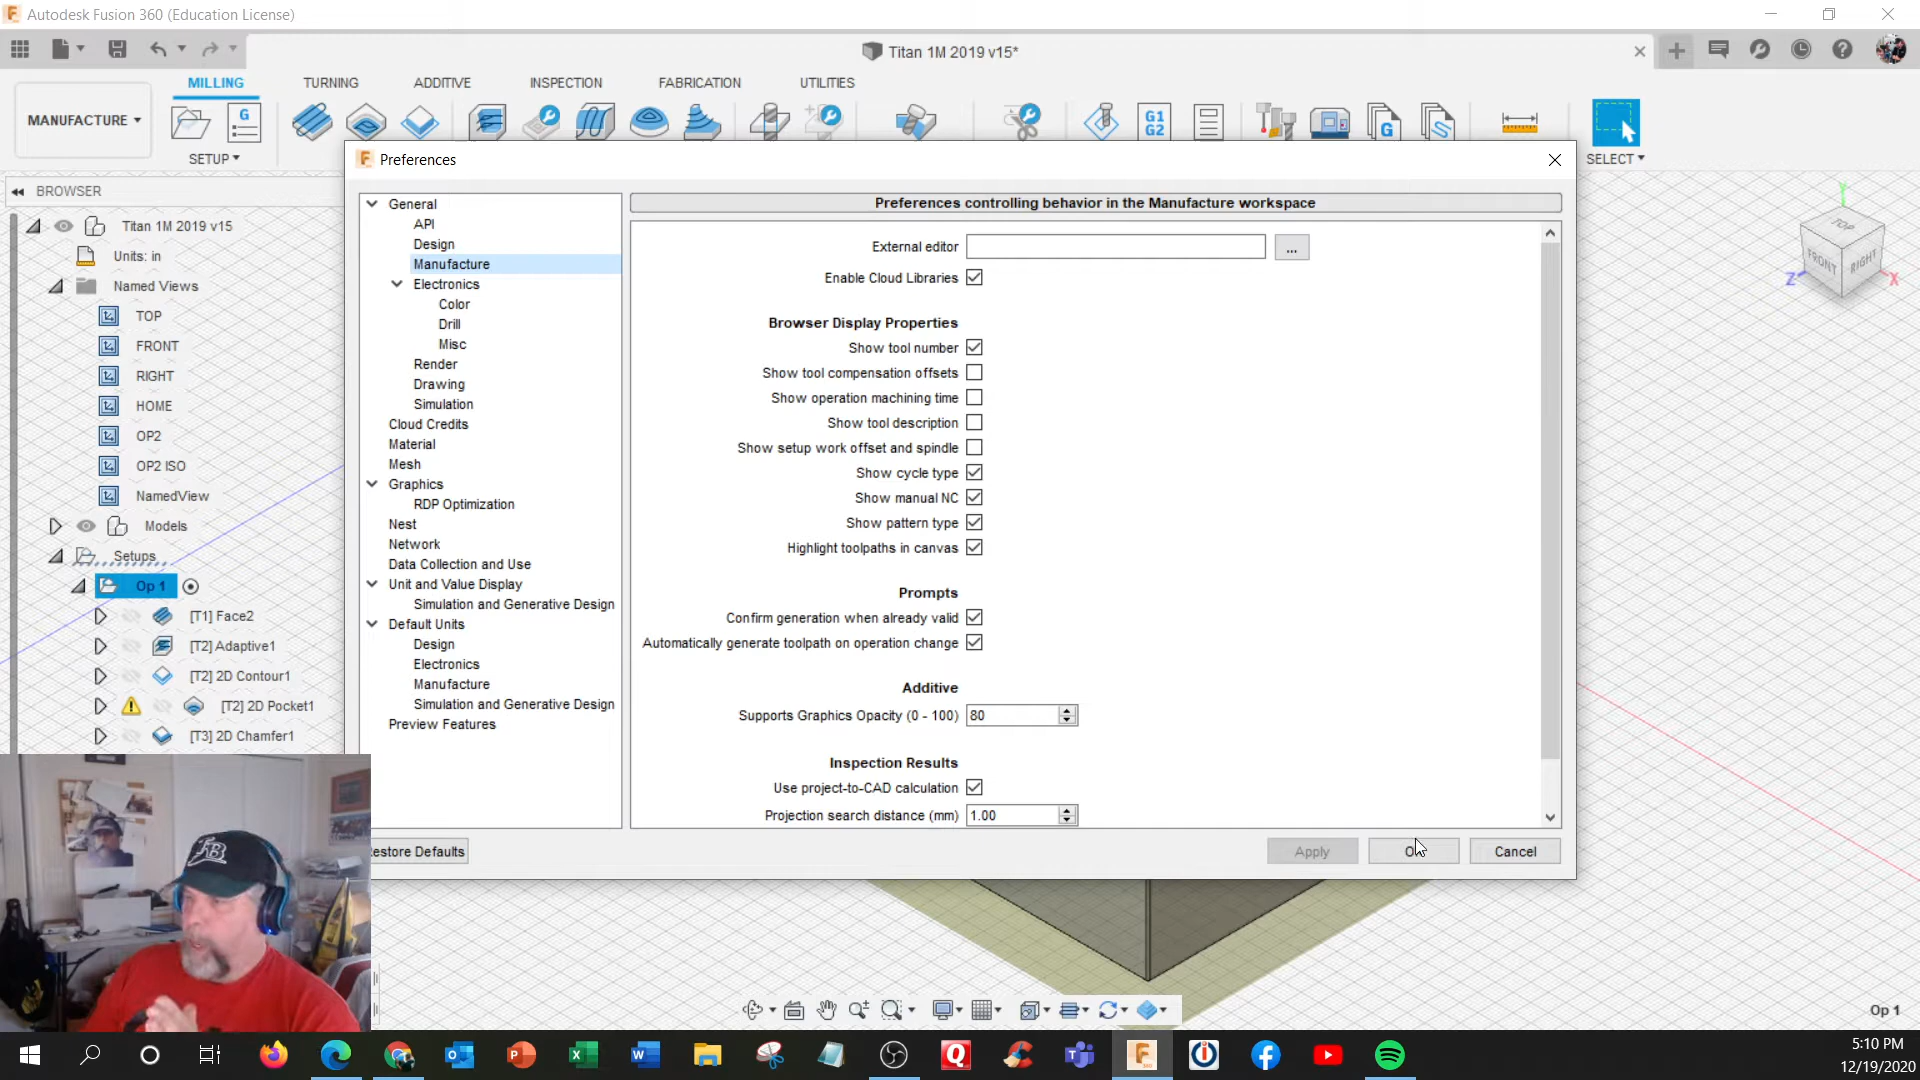 Autodesk Fusion 360 (Education License)
Titan 1M 2019 v15*
MILLING TURNING ADDITIVE INSPECTION FABRICATION UTILITIES
MANUFACTURE
G
G1
G2
G
SETUP
SELECT
Preferences
BROWSER
Titan 1M 2019 v15
Units: in
Named Views
TOP
FRONT
RIGHT
HOME
OP2
OP2 ISO
NamedView
Models
Setups
Op 1
[T1] Face2
[T2] Adaptive1
[T2] 2D Contour1
[T2] 2D Pocket1
[T3] 2D Chamfer1
General
API
Design
Manufacture
Electronics
Color
Drill
Misc
Render
Drawing
Simulation
Cloud Credits
Material
Mesh
Graphics
RDP Optimization
Nest
Network
Data Collection and Use
Unit and Value Display
Simulation and Generative Design
Default Units
Design
Electronics
Manufacture
Simulation and Generative Design
Preview Features
Preferences controlling behavior in the Manufacture workspace
External editor ...
Enable Cloud Libraries
Browser Display Properties
Show tool number
Show tool compensation offsets
Show operation machining time
Show tool description
Show setup work offset and spindle
Show cycle type
Show manual NC
Show pattern type
Highlight toolpaths in canvas
Prompts
Confirm generation when already valid
Automatically generate toolpath on operation change
Additive
Supports Graphics Opacity (0 - 100) 80
Inspection Results
Use project-to-CAD calculation
Projection search distance (mm) 1.00
estore Defaults
Apply
Cancel
Y
TOP
FRONT
RIGHT
Z
X
Op 1
5:10 PM
12/19/2020